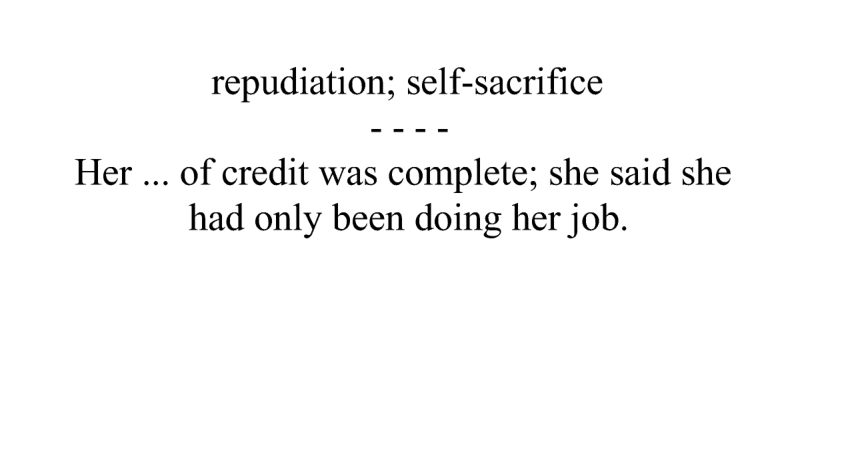 repudiation; self-sacrifice
- - - -
Her ... of credit was complete; she said she
had only been doing her job.